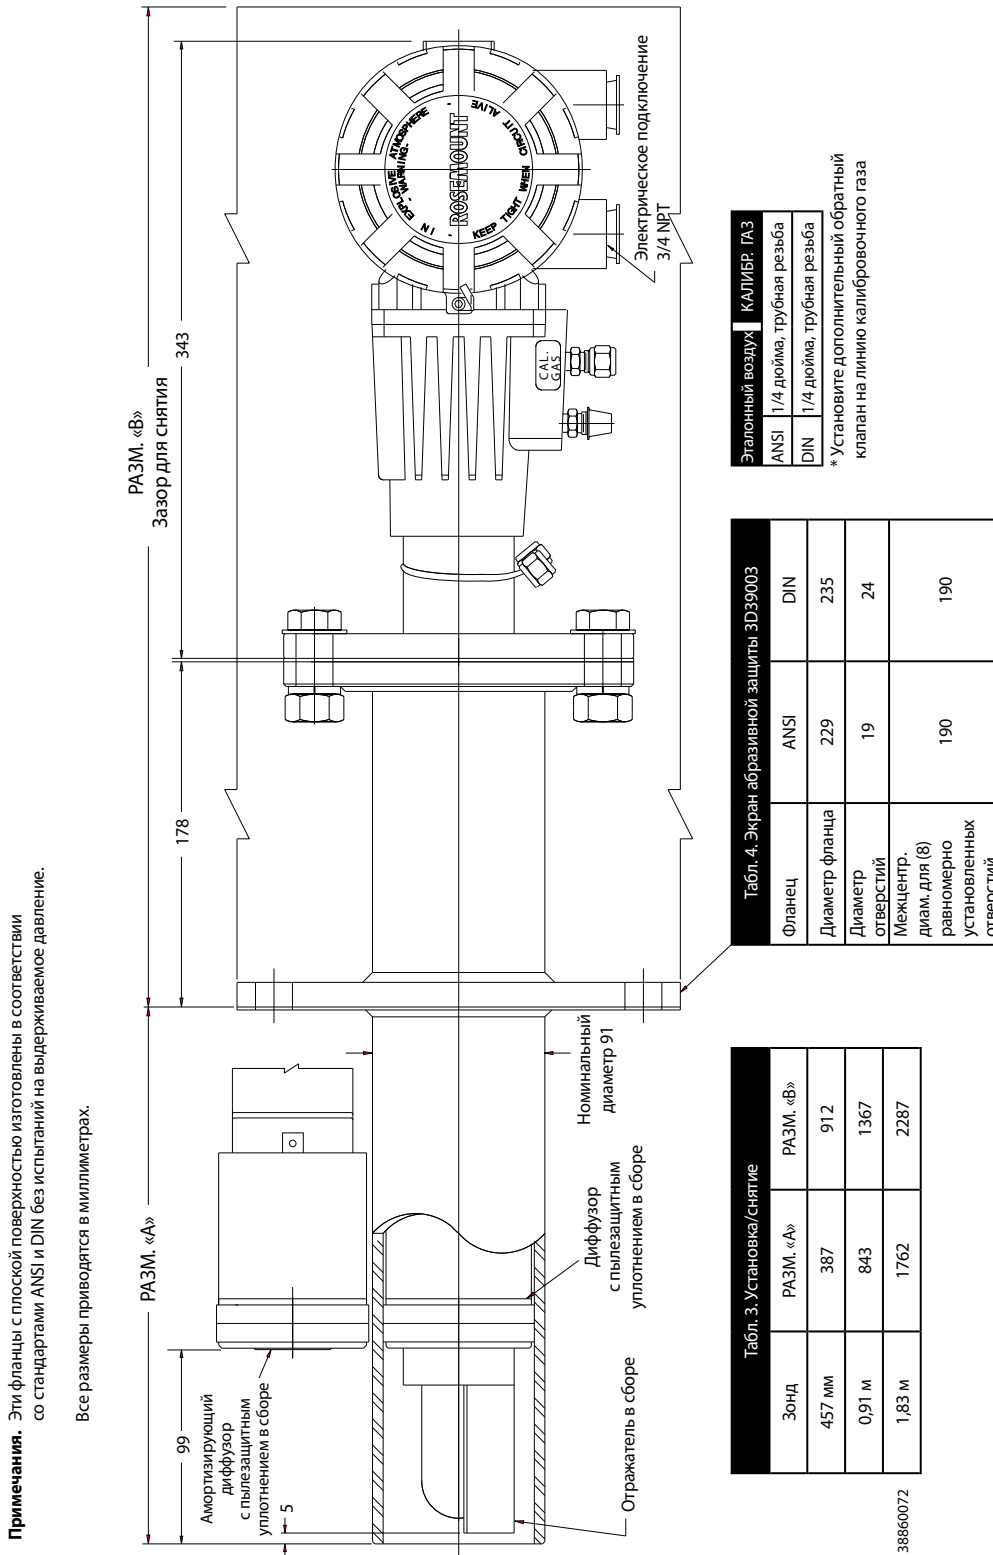 Примечания. Эти фланцы с плоской поверхностью изготовлены в соответствии
со стандартами ANSI и DIN без испытаний на выдерживаемое давление.
Все размеры приводятся в миллиметрах.
РАЗМ. «A»
РАЗМ. «B»
Зазор для снятия
99
178
343
Амортизирующий
диффузор
с пылезащитным
уплотнением в сборе
5
Отражатель в сборе
Диффузор
с пылезащитным
уплотнением в сборе
Номинальный
диаметр 91
CAL.
GAS
IN EXPLOSIVE ATMOSPHERE
- WARNING-
ROSEMOUNT
KEEP TIGHT WHEN CIRCUIT ALIVE
Электрическое подключение
3/4 NPT
Табл. 3. Установка/снятие
Зонд РАЗМ. «A» РАЗМ. «B»
457 мм 387 912
0,91 м 843 1367
1,83 м 1762 2287
Табл. 4. Экран абразивной защиты 3D39003
Фланец ANSI DIN
Диаметр фланца 229 235
Диаметр
отверстий 19 24
Межцентр.
диам. для (8)
равномерно
установленных
отверстий 190 190
Эталонный воздух КАЛИБР. ГАЗ
ANSI 1/4 дюйма, трубная резьба
DIN 1/4 дюйма, трубная резьба
* Установите дополнительный обратный
клапан на линию калибровочного газа
38860072